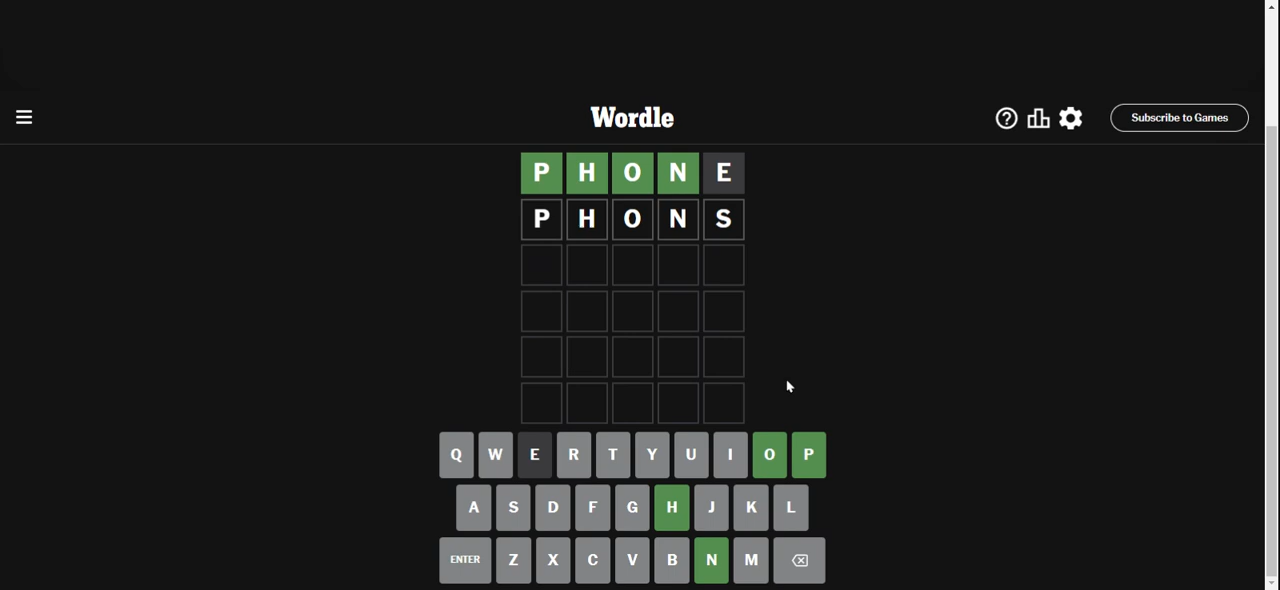 Wordle
Subscribe to Games
P H O N E
P H O N S
Q W E R T Y U I O P
A S D F G H J K L
ENTER Z X C V B N M